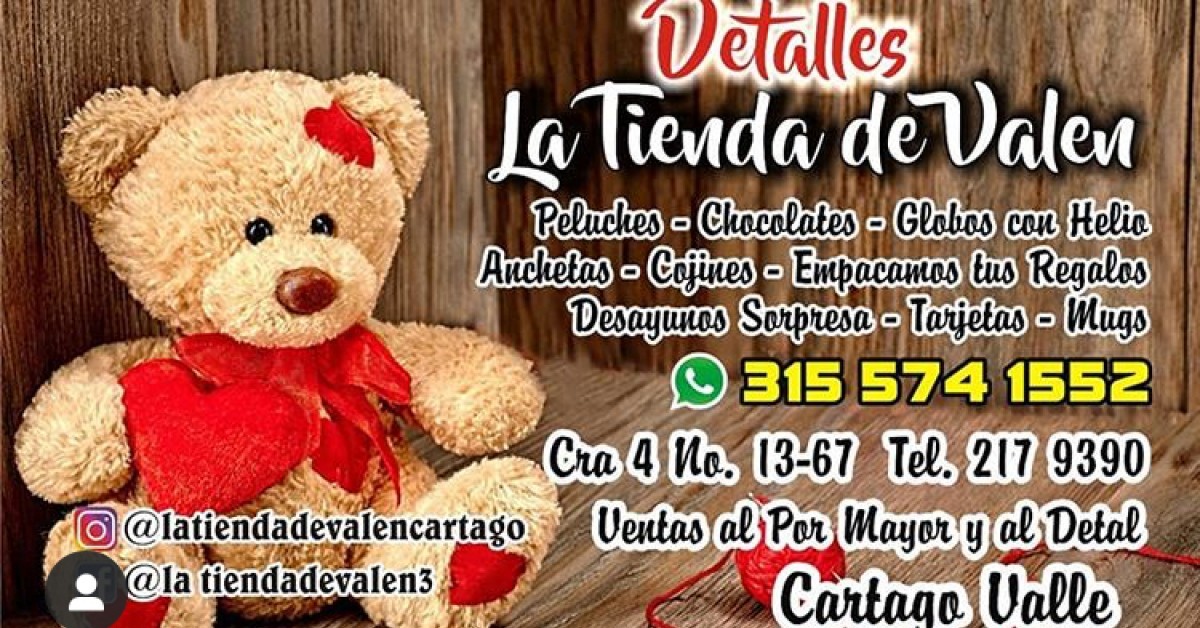 Detalles
La Tienda de Valen
Peluches - Chocolates - Globos con Helio
Anchetas - Cojines - Empacamos tus Regalos
Desayunos Sorpresa - Tarjetas - Mugs
315 574 1552
Cra 4 No. 13-67 Tel. 217 9390
@latiendadevalencartago
Ventas al Por Mayor y al Detal
@la tiendadevalen3
Cartago Valle